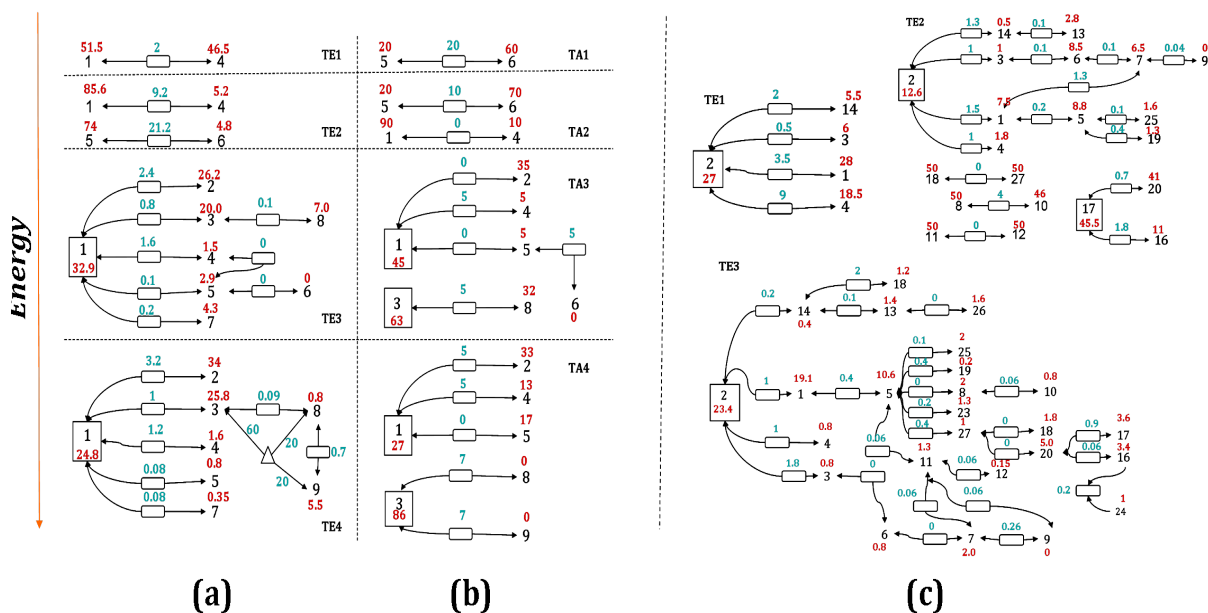 Energy
51.5 2 46.5
1 4 TE1
85.6 9.2 5.2
1 4
74 21.2 4.8
5 6 TE2
2.4 26.2
2
0.8 20.0 0.1 7.0
3 8
1 1.6 1.5 0
32.9 4
0.1 2.9 0 0
5 6
0.2 4.3
7 TE3
3.2 34
2
1 25.8 0.09 0.8
3 8
60 20
1 1.2 1.6
24.8 4 0.7
0.08 0.8 20
5 9
0.08 0.35 5.5
7
TE4
(a)
20 20 60
5 6 TA1
20 10 70
5 6
90 0 10
1 4 TA2
0 35 TA3
2
5 5
4
1 0 5 5
45 5
3 5 32
63 8 6
0
5 33 TA4
2
5 13
4
1 0 17
27 5
7 0
8
3
86
7 0
9
(b)
TE1
2 5.5
14
0.5 6
3
2 3.5 28
27 1
9 18.5
4
TE2
1.3 0.5 0.1 2.8
14 13
1 1 0.1 8.5 0.1 6.5 0.04 0
3 6 7 9
2 1.3
12.6
1.5 7.5 0.2 8.8 0.1 1.6
1 5 25
0.4 1.3
19
1 1.8
4
50 0 50
18 27
50 4 46
8 10
50 0 50
11 12
0.7 41
20
17
45.5
1.8 11
16
TE3
2 1.2
18
0.2 0.1 1.4 0 1.6
14 13 26
0.4
0.1 2
25
0.4 0.2
19
2 1 19.1 0.4 10.6 0 2 0.06 0.8
23.4 1 5 8 10
0.2 1.3
23
0.4 1 0 1.8 0.9 3.6
27 18 17
1 0.8 0.06 1.3 0 5.0 0.06 3.4
4 11 20 16
1.8 0.8 0 0.06 0.15
3 12
0.2 1
24
0.06 0.06
6 0 7 0.26 9
0.8 2.0 0
(c)